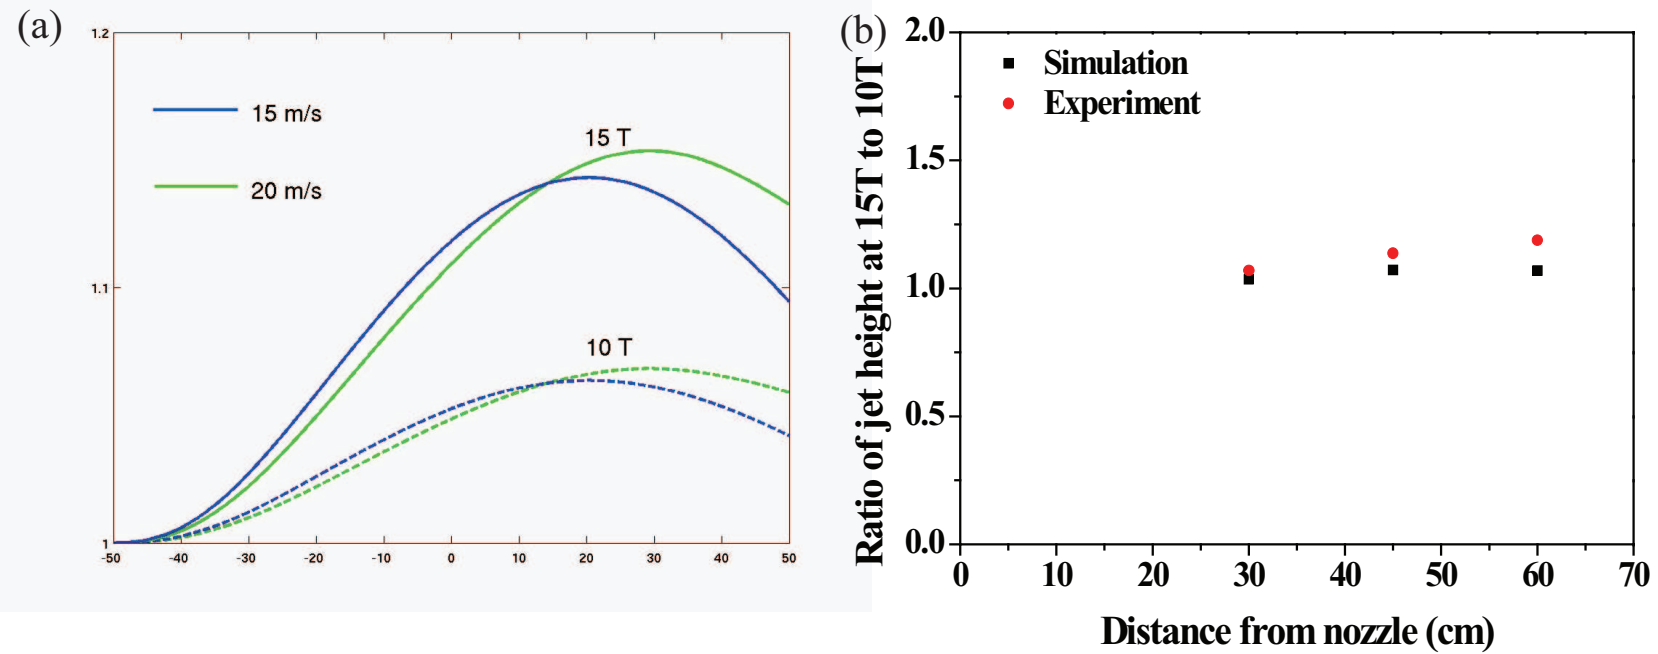 (a)
1.2
1.1
1
15 m/s
20 m/s
15 T
10 T
-50 -40 -30 -20 -10 0 10 20 30 40 50
(b)
Ratio of jet height at 15T to 10T
2.0
1.5
1.0
0.5
0.0
Simulation
Experiment
0 10 20 30 40 50 60 70
Distance from nozzle (cm)